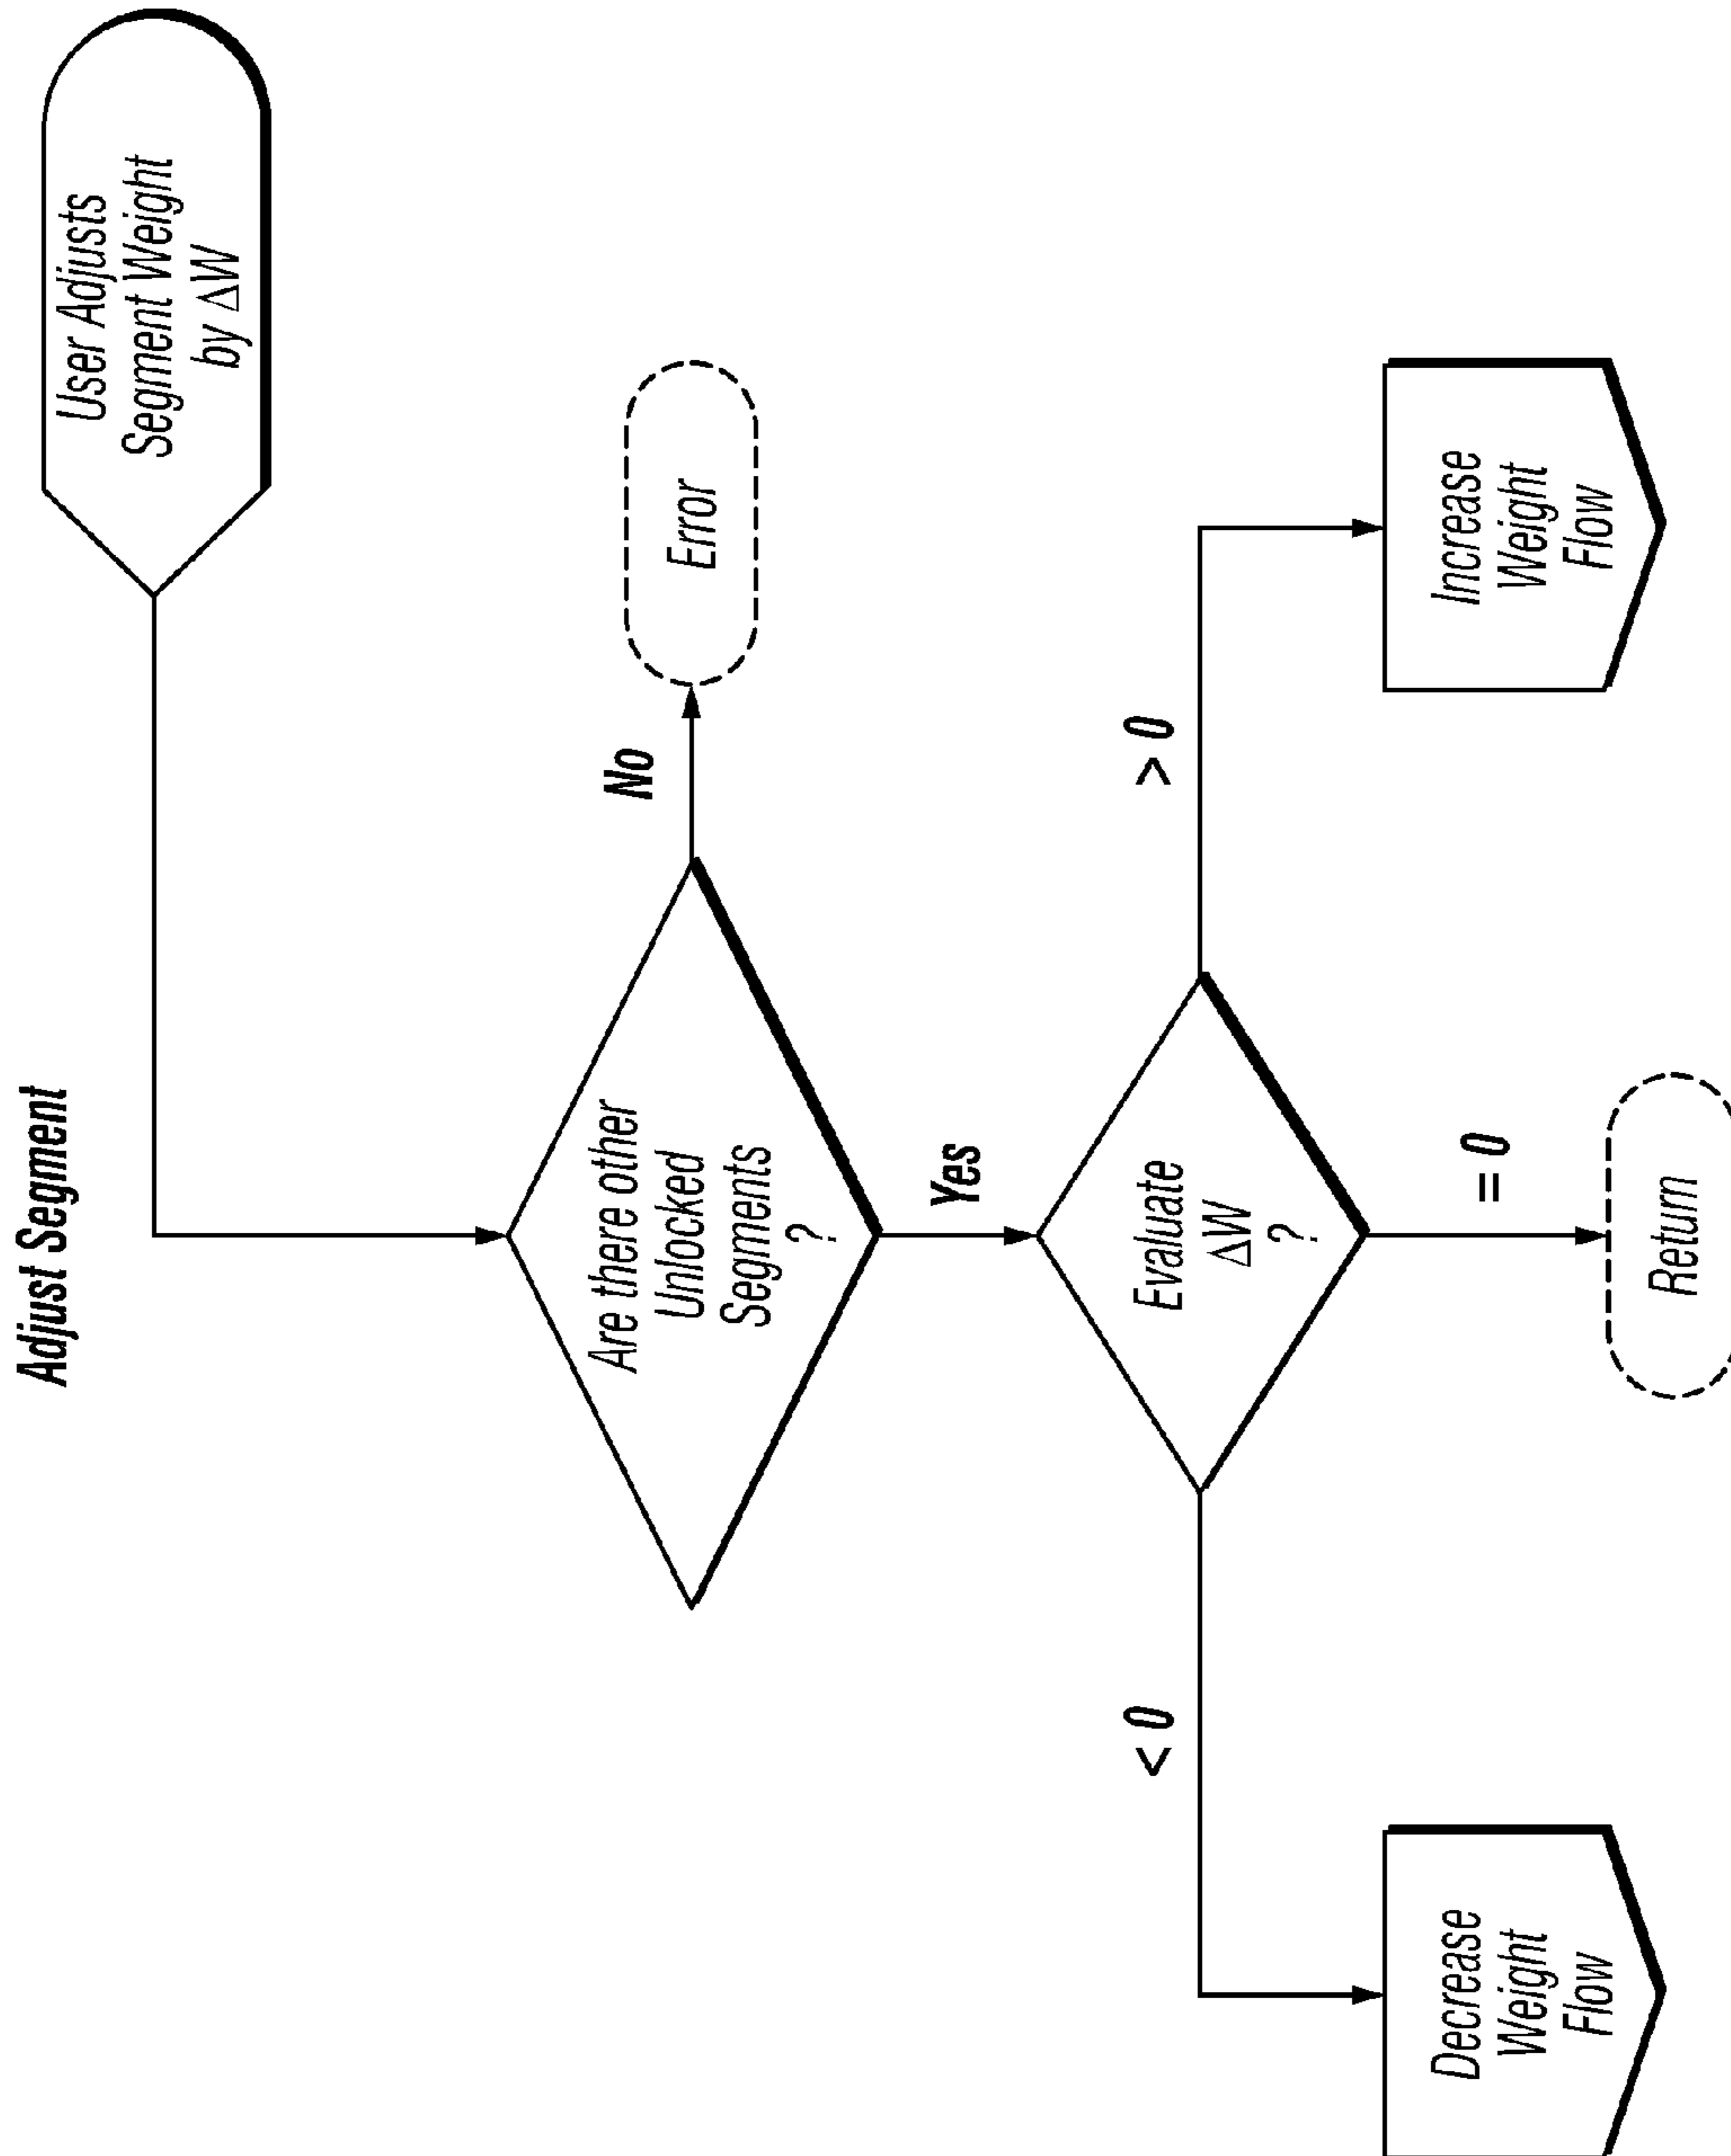 Adjust Segment
User Adjusts
Segment Weight
by ΔW
Are there other
Unlocked
Segments
?
No
Error
Yes
Evaluate
ΔW
?
< 0
> 0
= 0
Decrease
Weight
Flow
Increase
Weight
Flow
Return